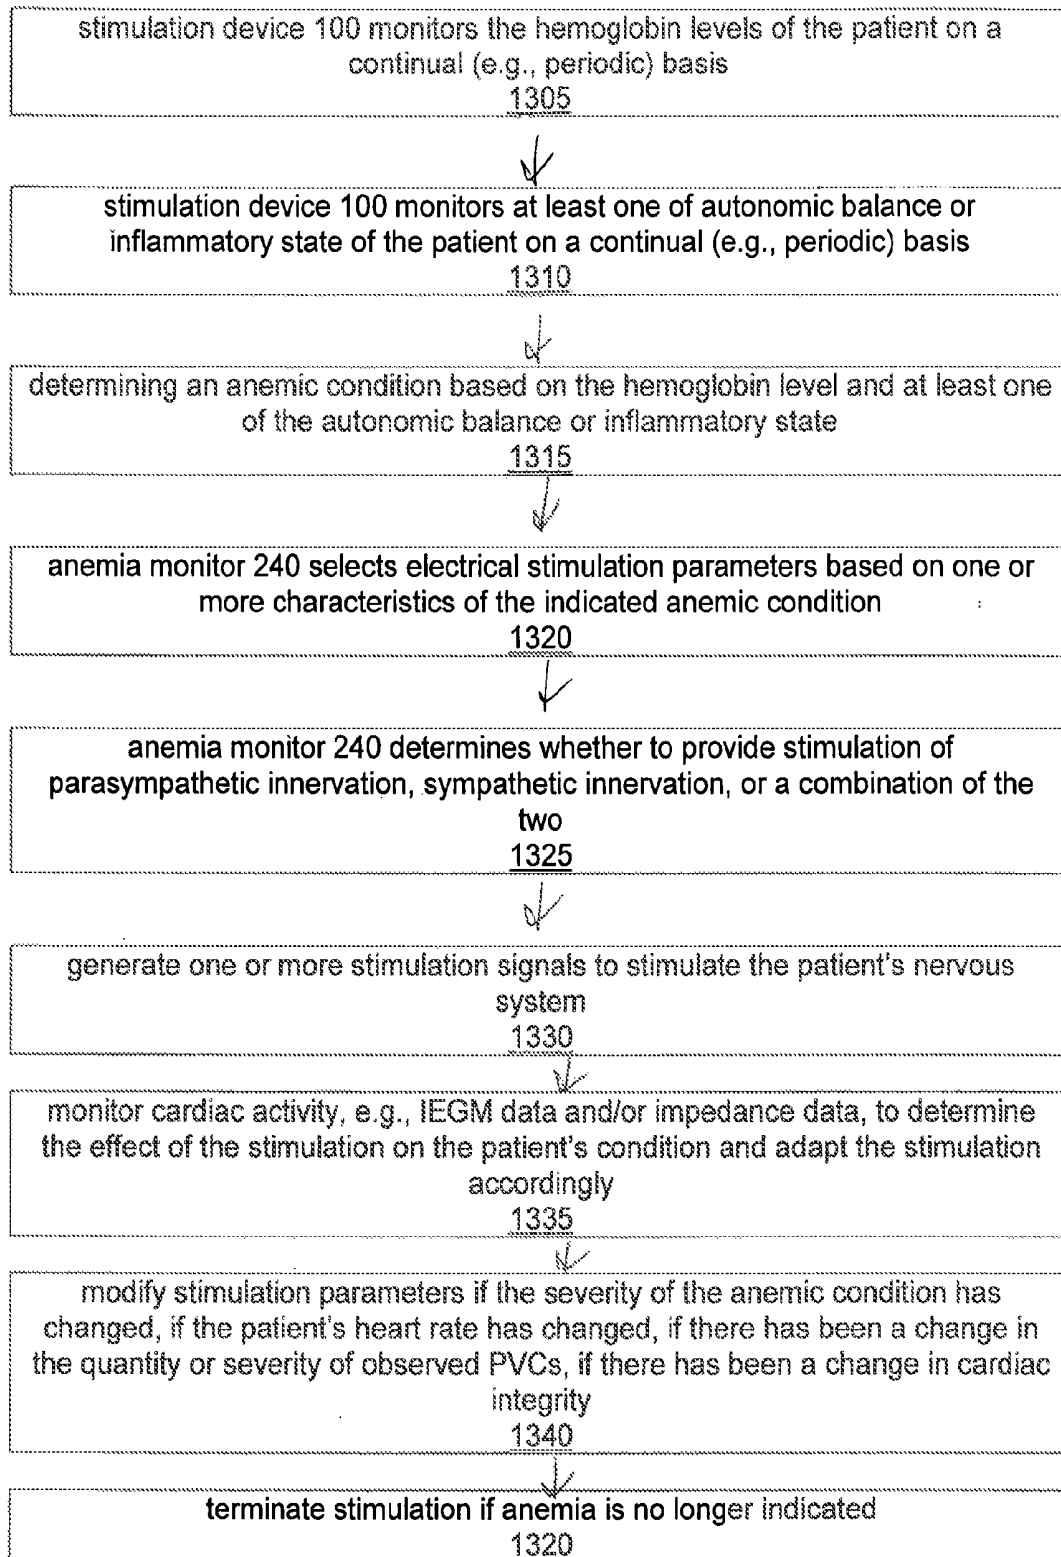 stimulation device 100 monitors the hemoglobin levels of the patient on a
continual (e.g., periodic) basis
1305
stimulation device 100 monitors at least one of autonomic balance or
inflammatory state of the patient on a continual (e.g., periodic) basis
1310
determining an anemic condition based on the hemoglobin level and at least one
of the autonomic balance or inflammatory state
1315
anemia monitor 240 selects electrical stimulation parameters based on one or
more characteristics of the indicated anemic condition
1320
anemia monitor 240 determines whether to provide stimulation of
parasympathetic innervation, sympathetic innervation, or a combination of the
two
1325
generate one or more stimulation signals to stimulate the patient's nervous
system
1330
monitor cardiac activity, e.g., IEGM data and/or impedance data, to determine
the effect of the stimulation on the patient's condition and adapt the stimulation
accordingly
1335
modify stimulation parameters if the severity of the anemic condition has
changed, if the patient's heart rate has changed, if there has been a change in
the quantity or severity of observed PVCs, if there has been a change in cardiac
integrity
1340
terminate stimulation if anemia is no longer indicated
1320